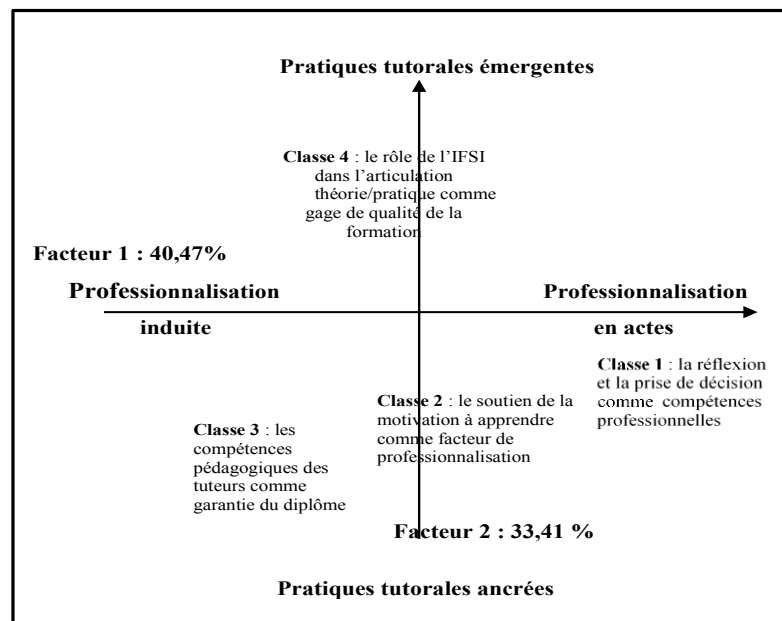 Pratiques tutorales émergentes
Classe 4 : le rôle de l'IFSI
dans l'articulation
théorie/pratique comme
gage de qualité de la
formation
Facteur 1 : 40,47%
Professionnalisation
induite
Professionnalisation
en actes
Classe 1 : la réflexion
et la prise de décision
comme compétences
professionnelles
Classe 2 : le soutien de la
motivation à apprendre
comme facteur de
professionnalisation
Classe 3 : les
compétences
pédagogiques des
tuteurs comme
garantie du diplôme
Facteur 2 : 33,41 %
Pratiques tutorales ancrées